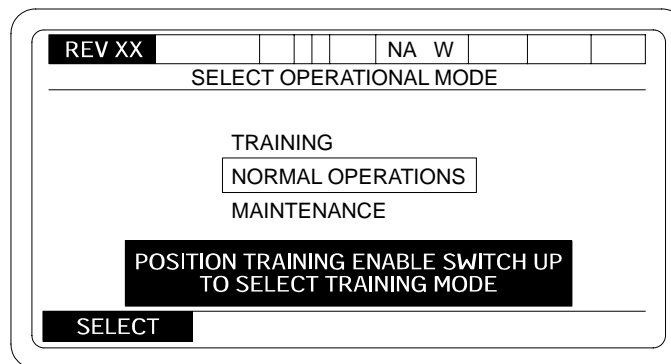 REV XX NA W
SELECT OPERATIONAL MODE
TRAINING
NORMAL OPERATIONS
MAINTENANCE
POSITION TRAINING ENABLE SWITCH UP
TO SELECT TRAINING MODE
SELECT